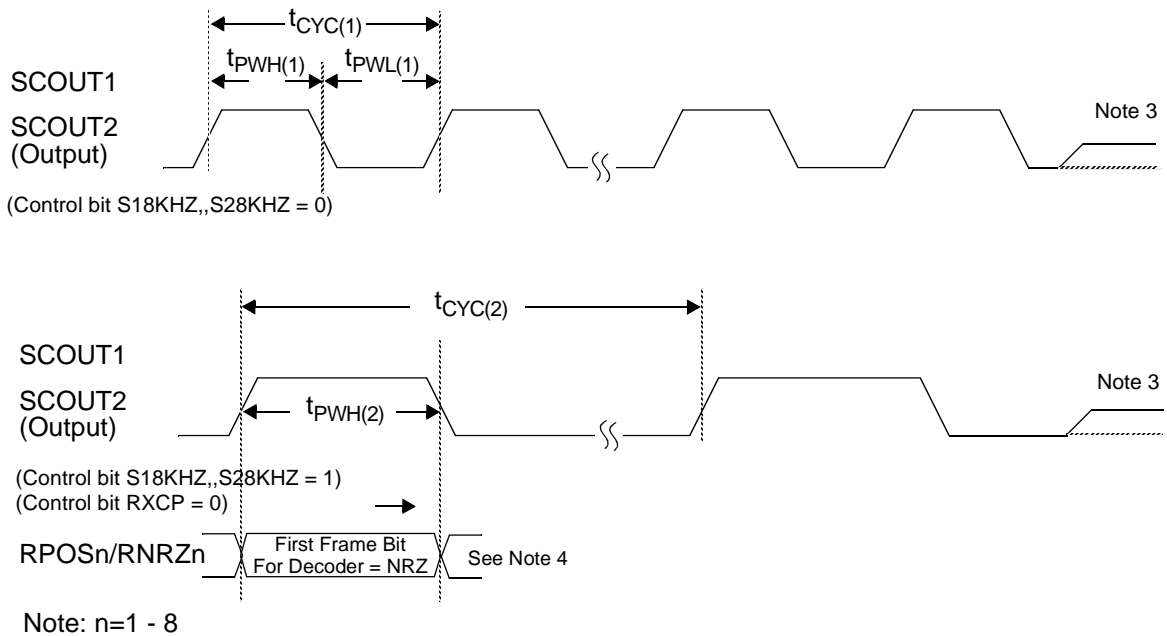 tCYC(1)
tPWH(1) tPWL(1)
SCOUT1
SCOUT2
(Output)
Note 3
(Control bit S18KHZ,,S28KHZ = 0)
tCYC(2)
SCOUT1
SCOUT2
(Output)
tPWH(2)
Note 3
(Control bit S18KHZ,,S28KHZ = 1)
(Control bit RXCP = 0)
RPOSn/RNRZn
First Frame Bit
For Decoder = NRZ
See Note 4
Note: n=1 - 8